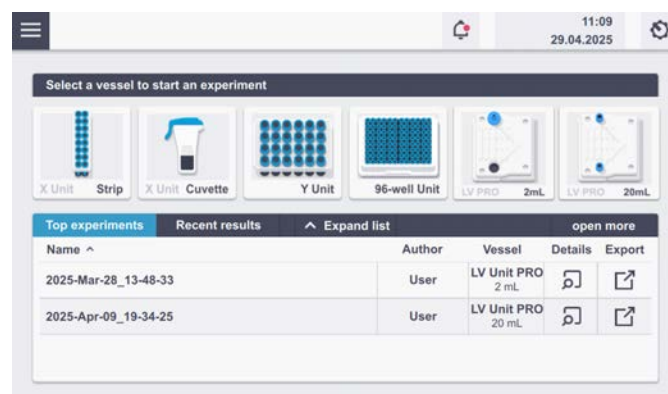 11:09
29.04.2025
Select a vessel to start an experiment
X Unit Strip
X Unit Cuvette
Y Unit
96-well Unit
LV PRO 2mL
LV PRO 20mL
Top experiments Recent results Expand list open more
Name Author Vessel Details Export
2025-Mar-28_13-48-33 User LV Unit PRO
2 mL
2025-Apr-09_19-34-25 User LV Unit PRO
20 mL